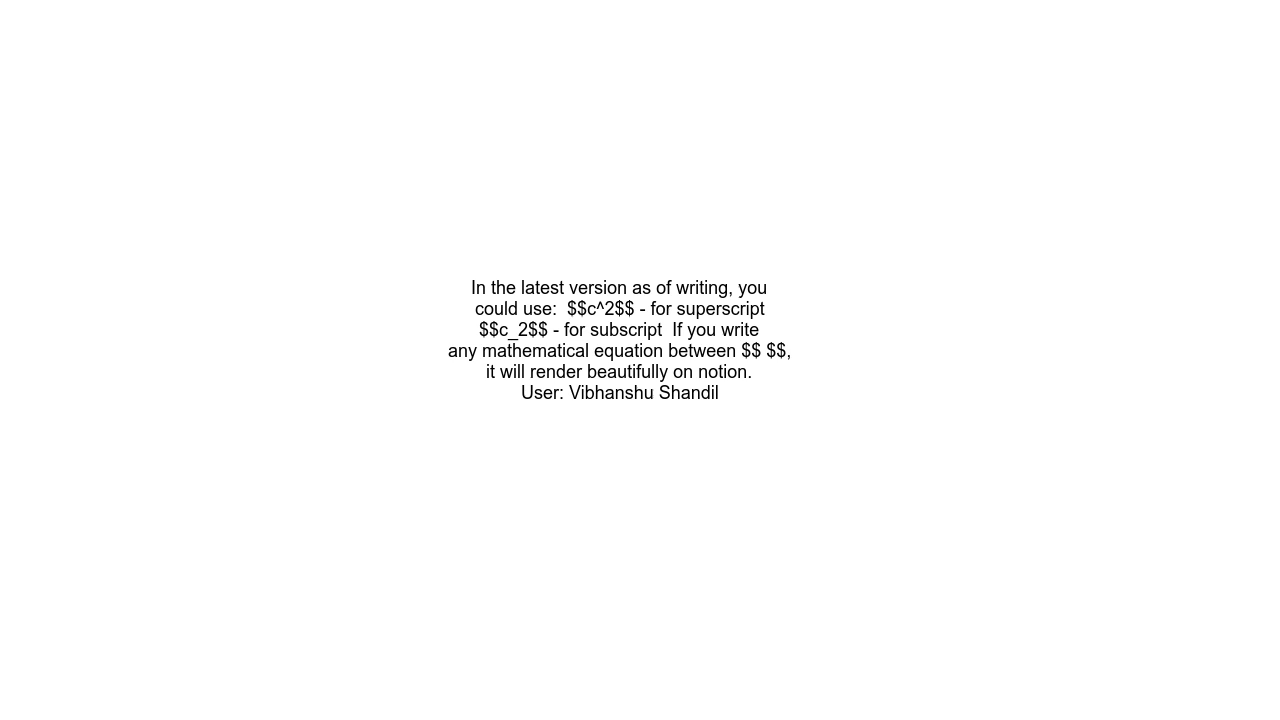 In the latest version as of writing, you
could use:  $$c^2$$ - for superscript
$$c_2$$ - for subscript  If you write
any mathematical equation between $$ $$,
it will render beautifully on notion.
User: Vibhanshu Shandil